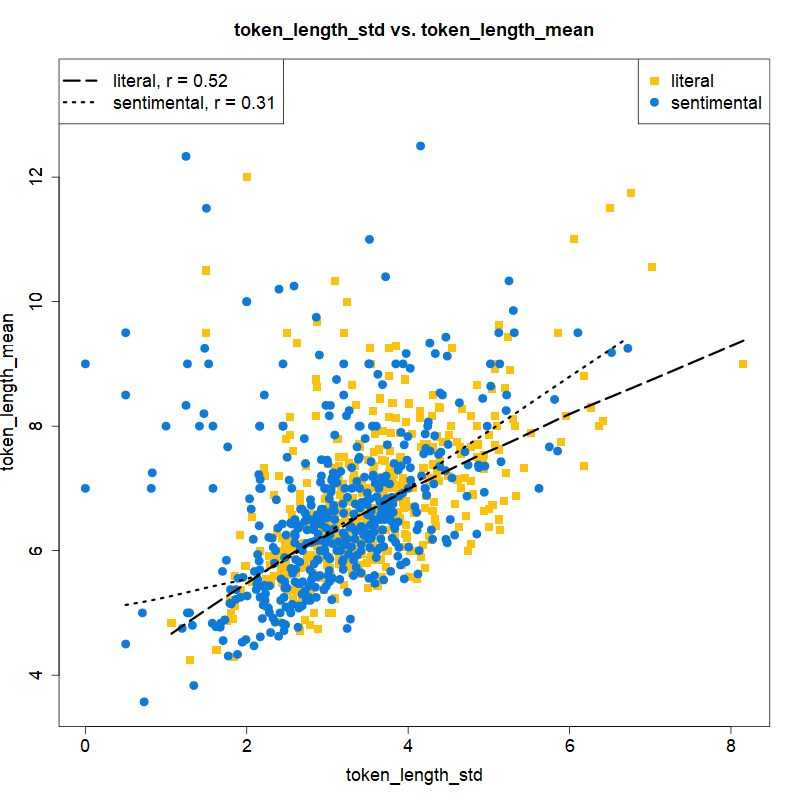 token_length_std vs. token_length_mean
literal, r = 0.52
sentimental, r = 0.31
literal
sentimental
token_length_mean
12
10
8
6
4
0 2 4 6 8
token_length_std